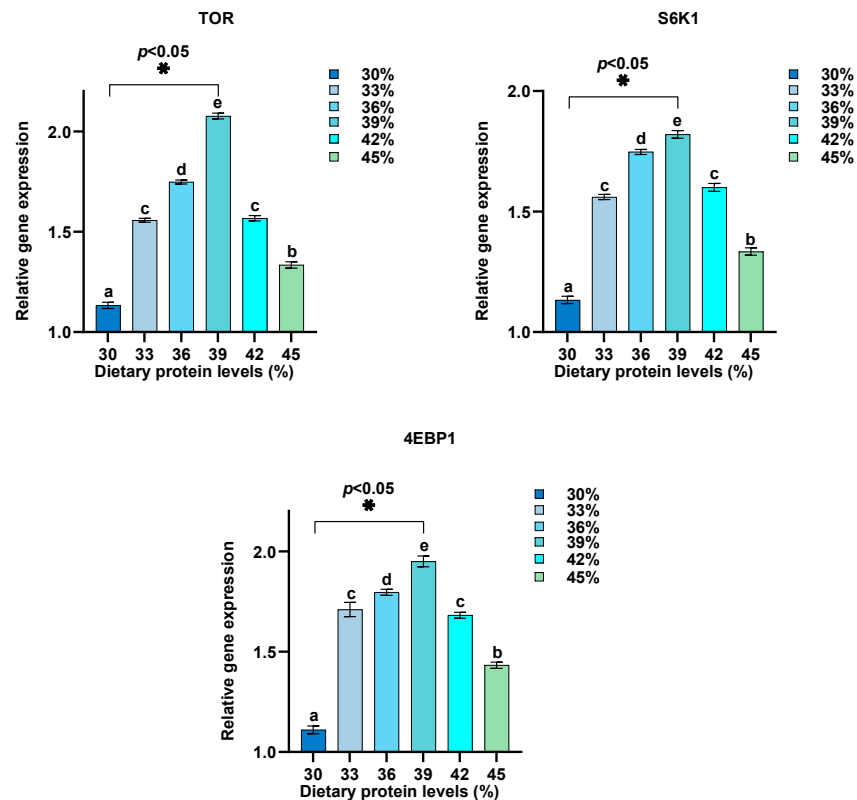 TOR
p<0.05
*
e
d
c
c
b
a
2.0
1.5
1.0
Relative gene expression
30 33 36 39 42 45
Dietary protein levels (%)
30%
33%
36%
39%
42%
45%
S6K1
p<0.05
*
e
d
c
c
b
a
2.0
1.5
1.0
Relative gene expression
30 33 36 39 42 45
Dietary protein levels (%)
30%
33%
36%
39%
42%
45%
4EBP1
p<0.05
*
e
d
c
c
b
a
2.0
1.5
1.0
Relative gene expression
30 33 36 39 42 45
Dietary protein levels (%)
30%
33%
36%
39%
42%
45%